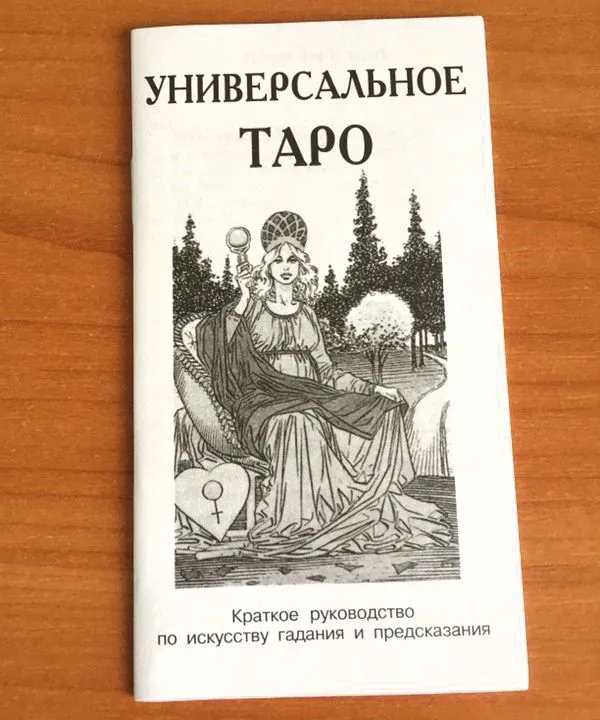 УНИВЕРСАЛЬНОЕ
ТАРО
Краткое руководство
по искусству гадания и предсказания